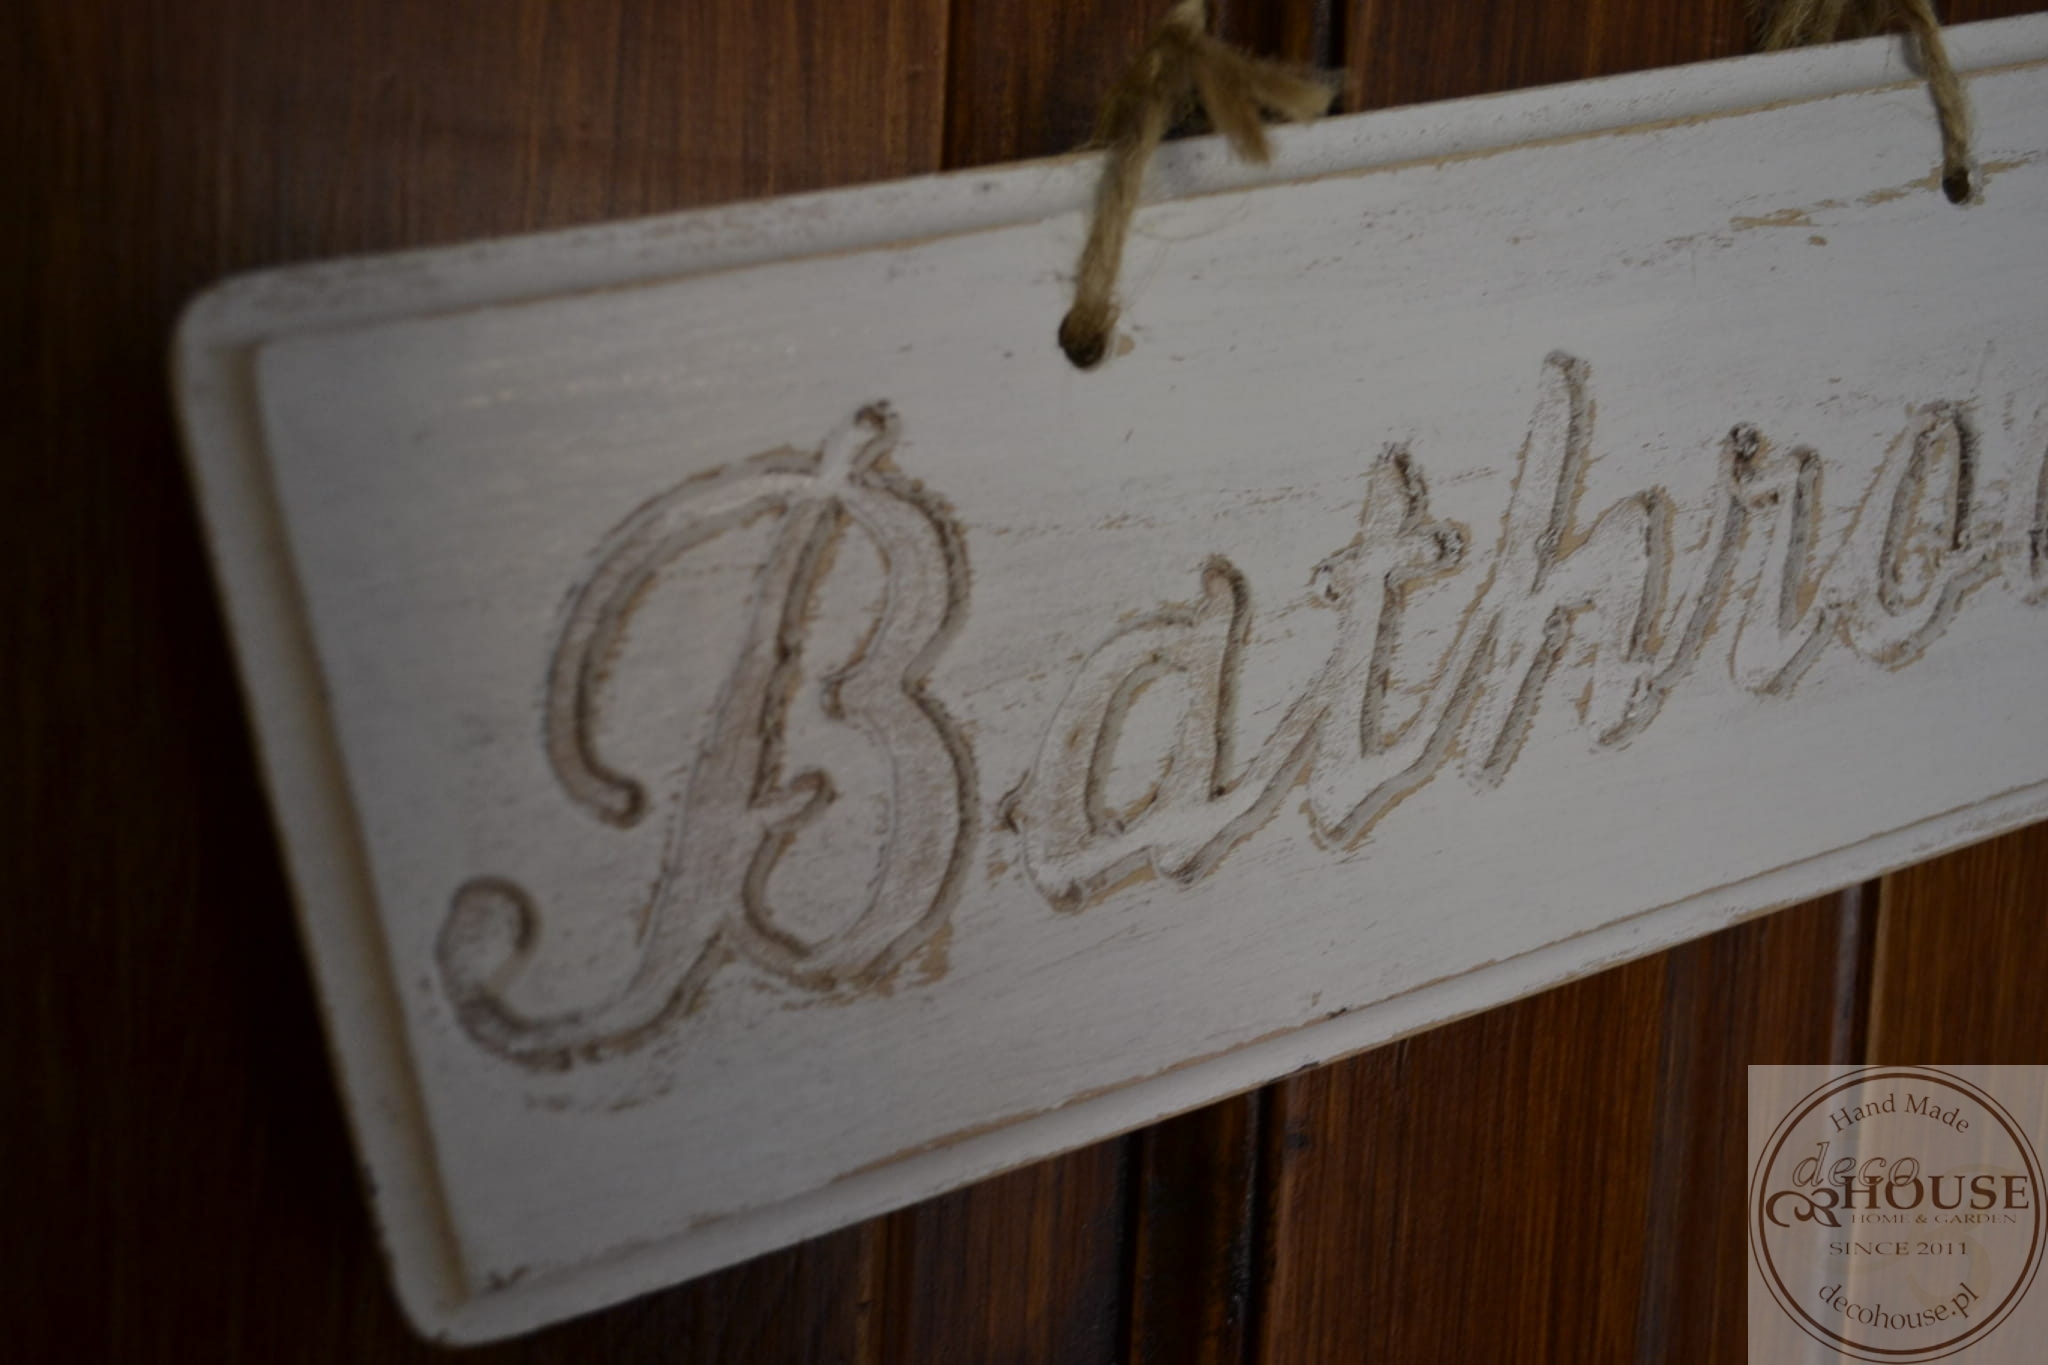 Bathro
Hand Made
deco
HOUSE
HOME & GARDEN
SINCE 2011
decohouse.pl